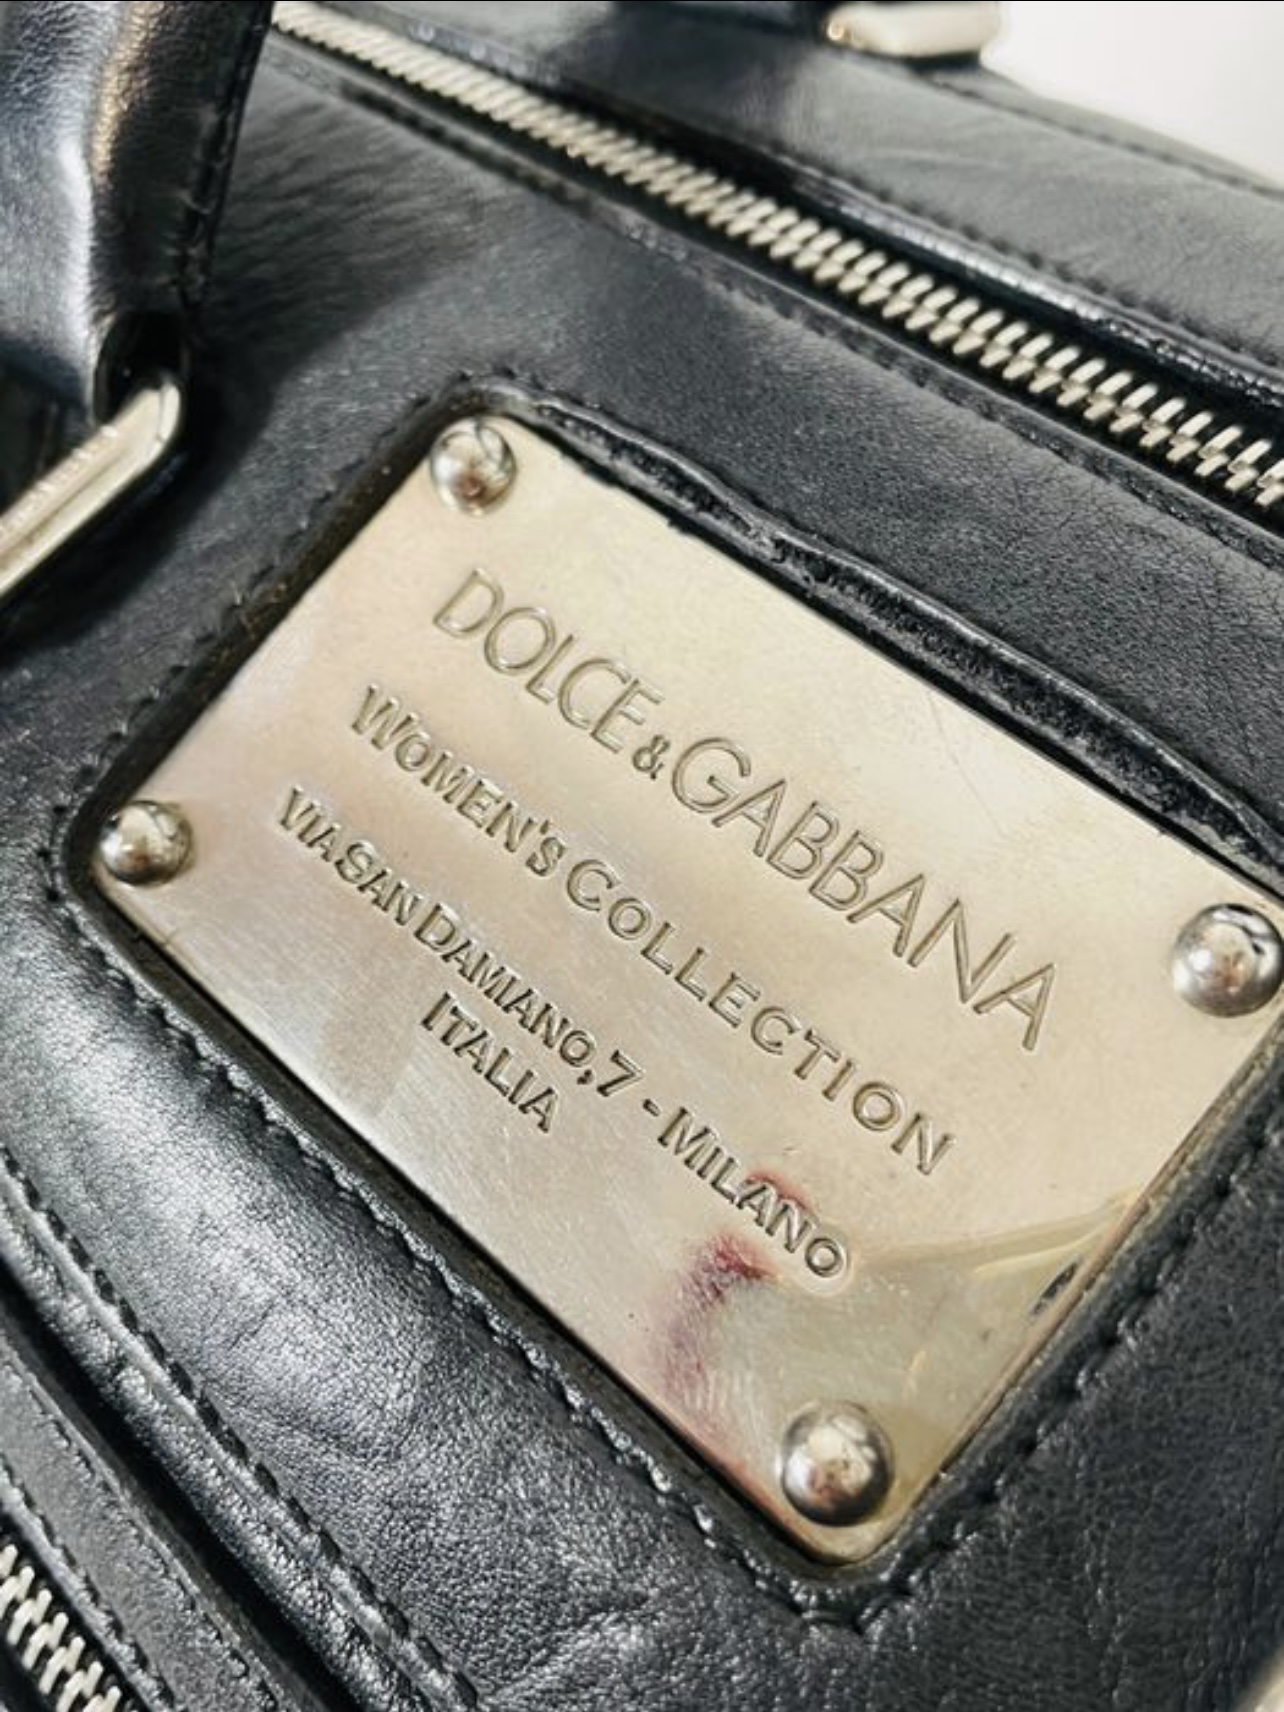 DOLCE & GABBANA
WOMEN'S COLLECTION
VIA SAN DAMIANO, 7 - MILANO
ITALIA